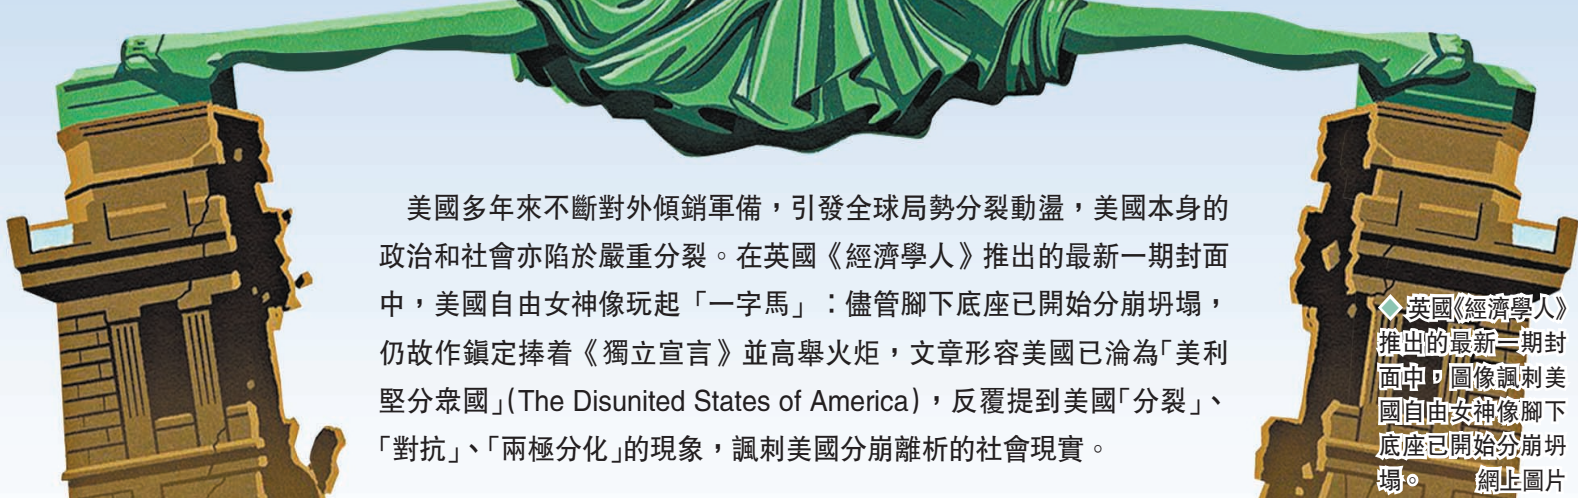 美國多年來不斷對外傾銷軍備，引發全球局勢分裂動盪，美國本身的
政治和社會亦陷於嚴重分裂。在英國《經濟學人》推出的最新一期封面
中，美國自由女神像玩起「一字馬」：儘管腳下底座已開始分崩坍塌，
仍故作鎮定捧着《獨立宣言》並高舉火炬，文章形容美國已淪為「美利
堅分眾國」(The Disunited States of America)，反覆提到美國「分裂」、
「對抗」、「兩極分化」的現象，諷刺美國分崩離析的社會現實。
◆英國《經濟學人》
推出的最新一期封
面中，圖像諷刺美
國自由女神像腳下
底座已開始分崩坍
塌。 網上圖片